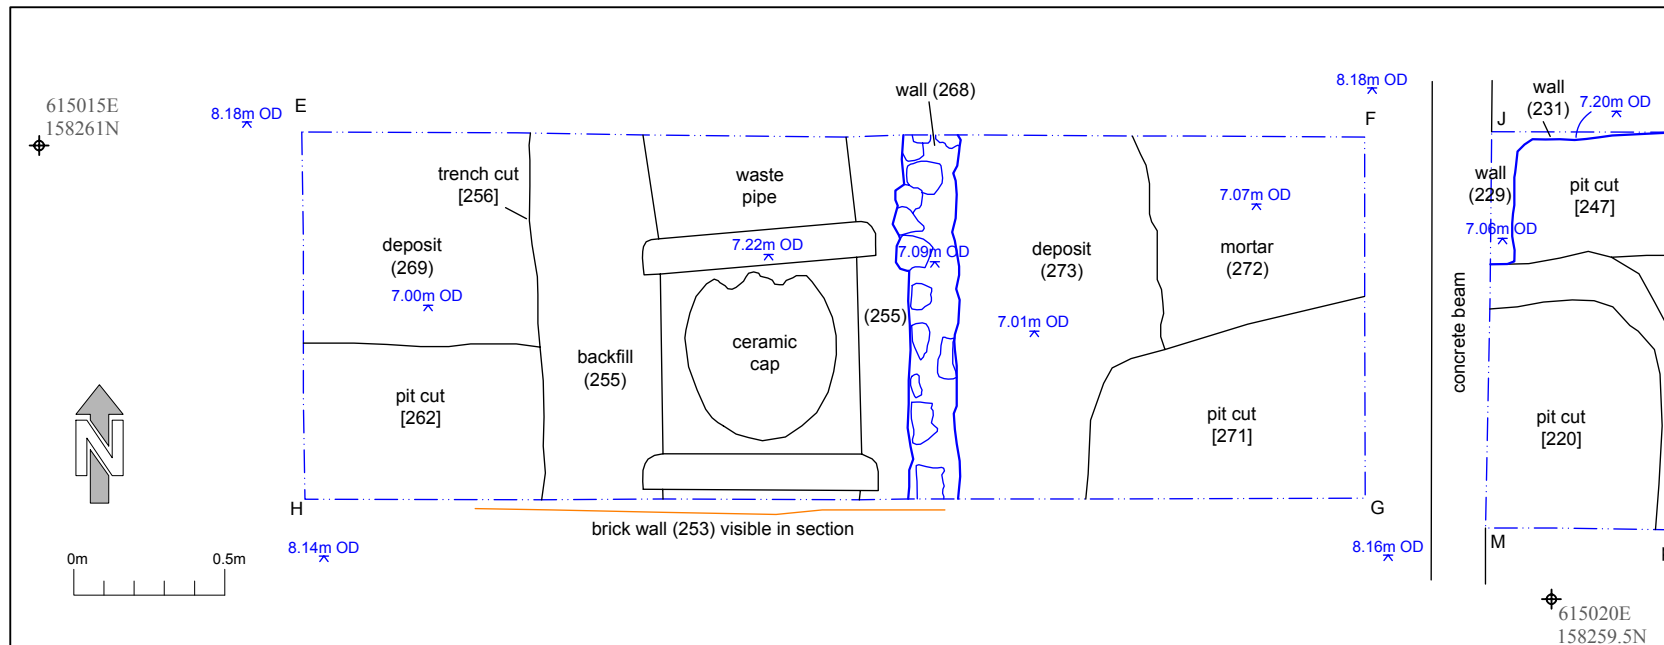 8.18m OD
wall (268)
wall
(231)
7.20m OD
615015E
158261N
8.18m OD
E
F
J
trench cut
[256]
waste
pipe
wall
(229)
pit cut
[247]
7.07m OD
deposit
(269)
7.22m OD
7.09m OD
deposit
(273)
mortar
(272)
7.06m OD
7.00m OD
(255)
7.01m OD
ceramic
cap
backfill
(255)
concrete beam
pit cut
[262]
pit cut
[271]
pit cut
[220]
H
G
brick wall (253) visible in section
M
8.14m OD
8.16m OD
0m
0.5m
N
615020E
158259.5N